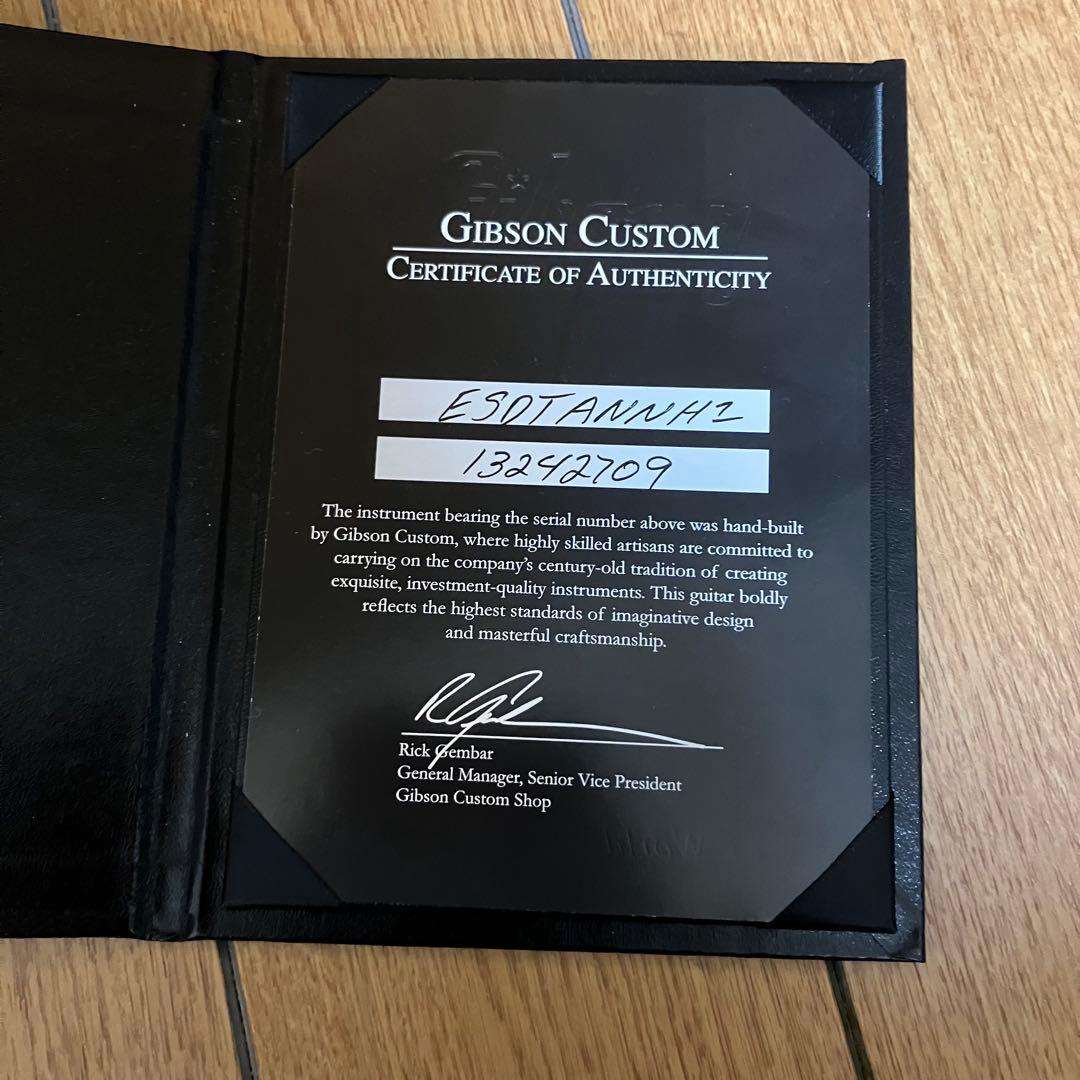 GIBSON CUSTOM
CERTIFICATE OF AUTHENTICITY
ESDTANNH1
13242709
The instrument bearing the serial number above was hand-built
by Gibson Custom, where highly skilled artisans are committed to
carrying on the company's century-old tradition of creating
exquisite, investment-quality instruments. This guitar boldly
reflects the highest standards of imaginative design
and masterful craftsmanship.
Rick Gembar
General Manager, Senior Vice President
Gibson Custom Shop